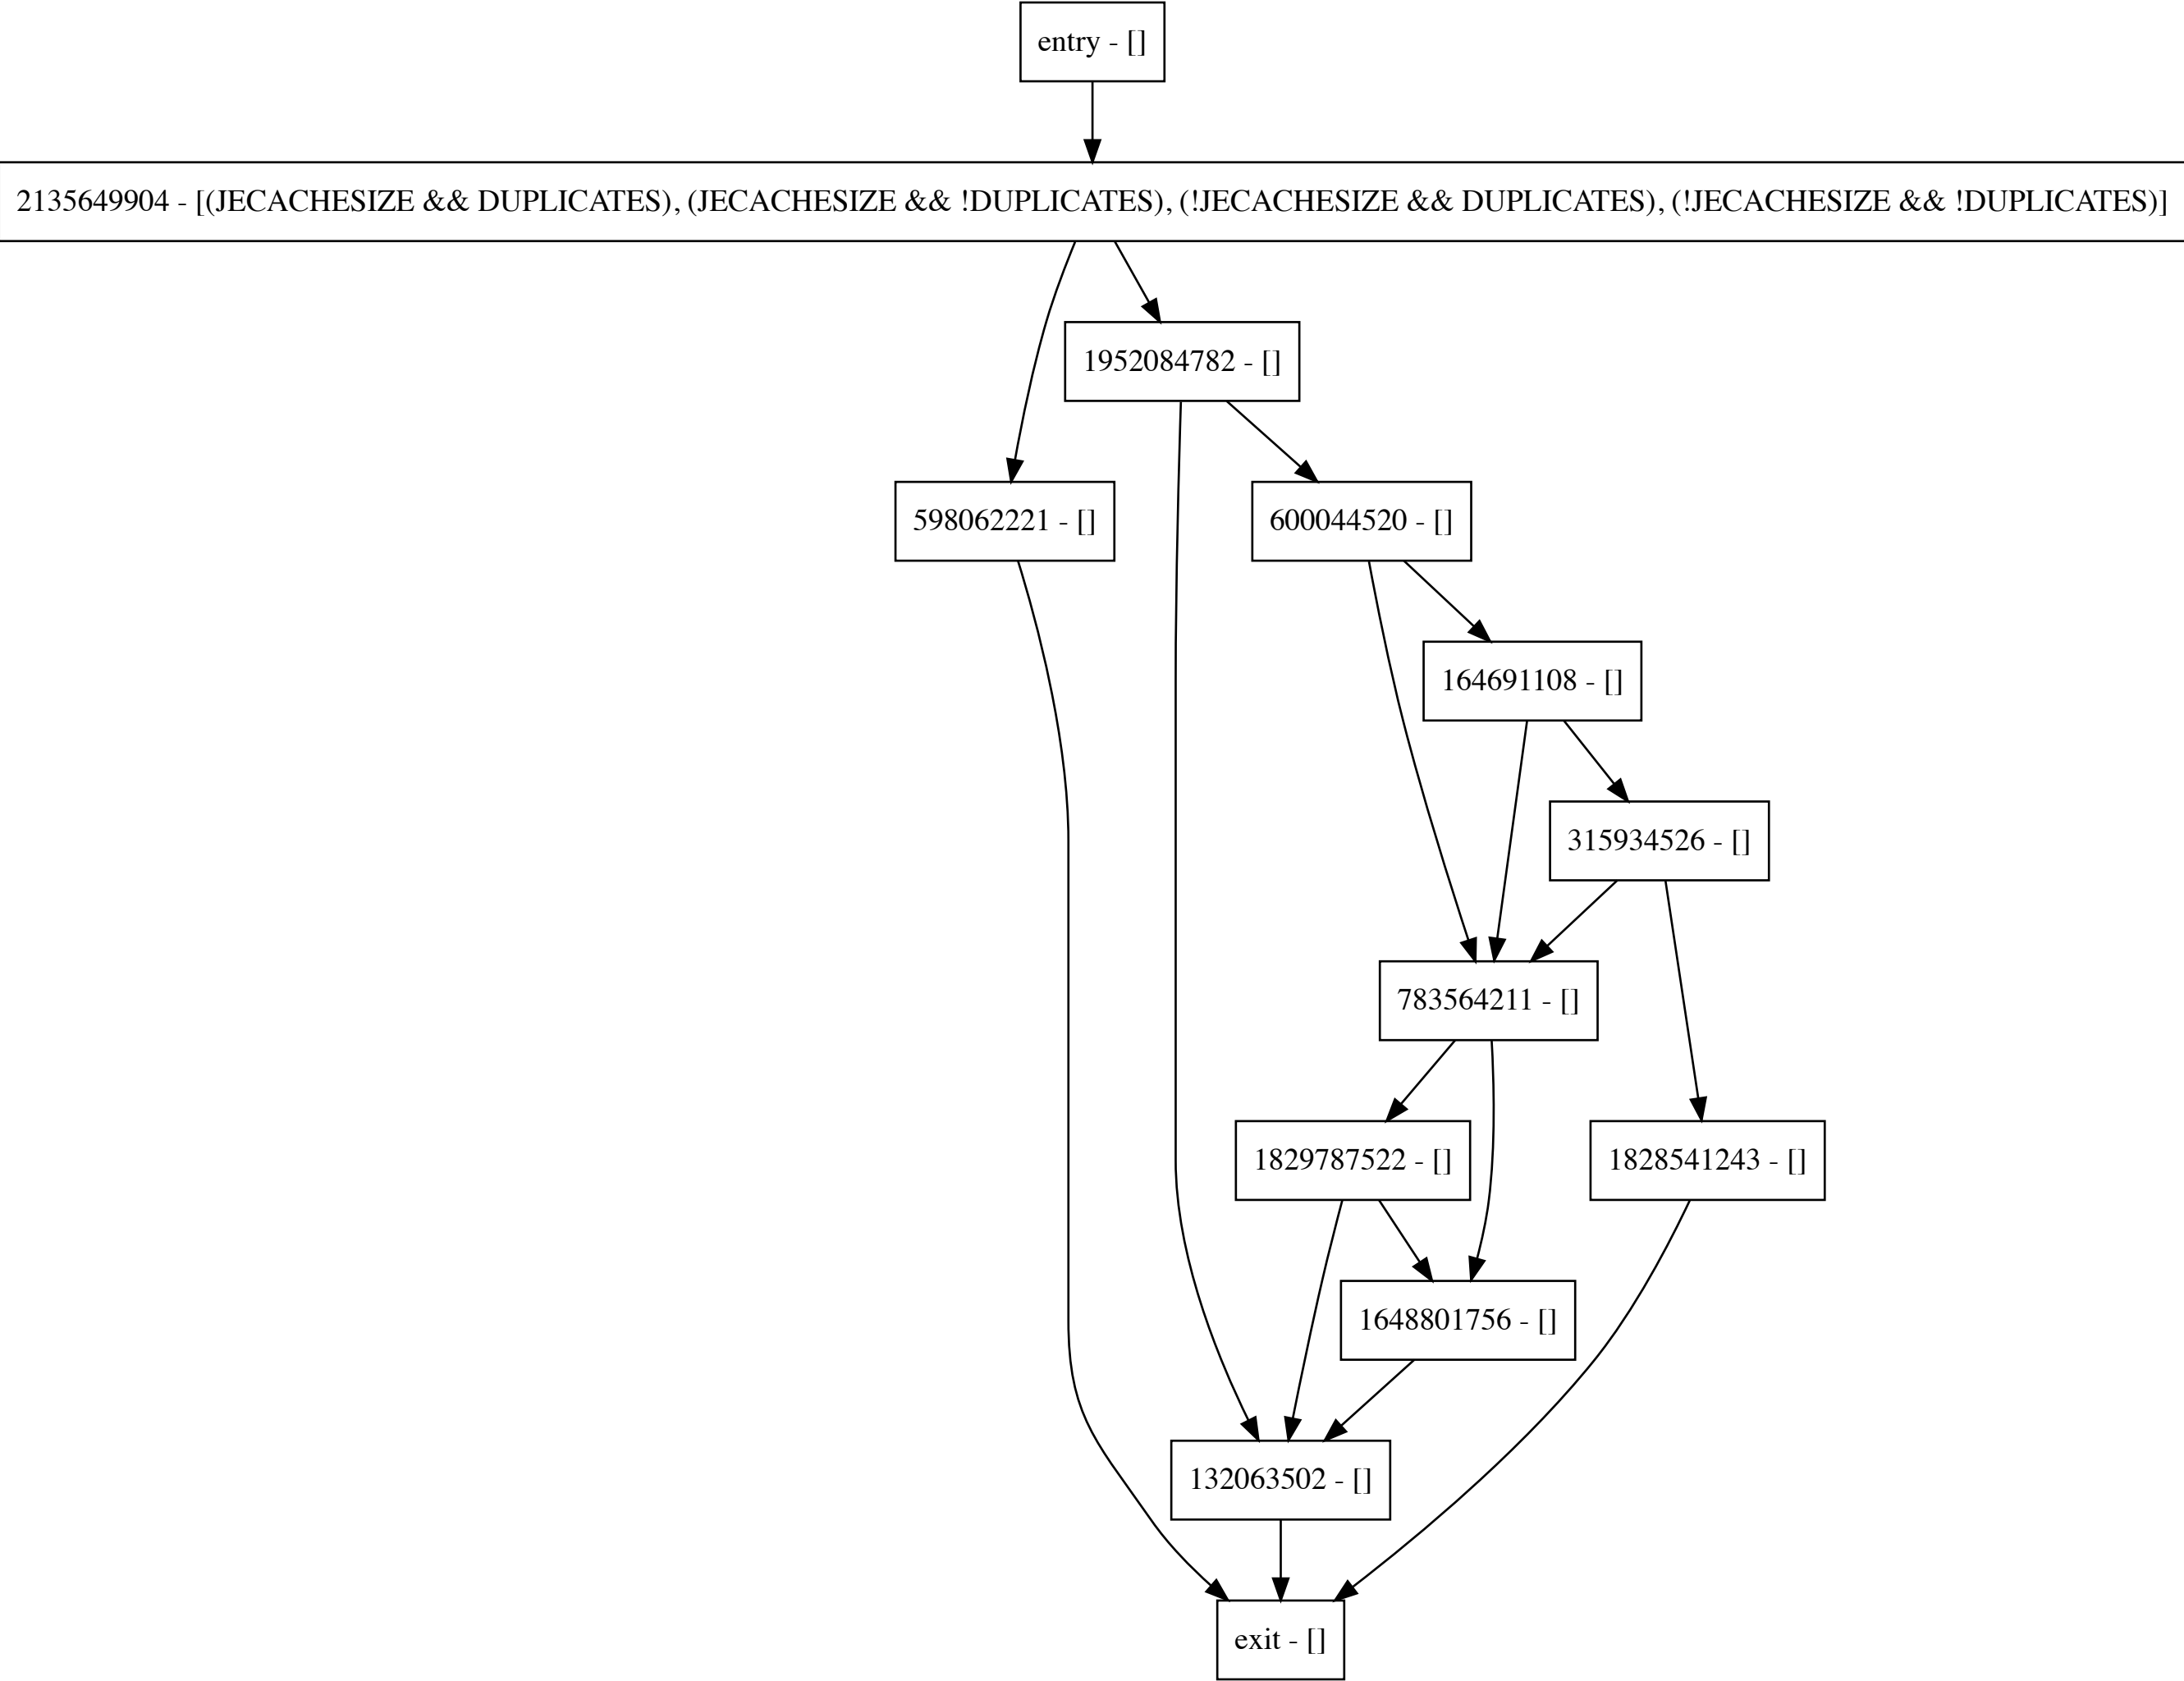 entry - []
2135649904 - [(JECACHESIZE && DUPLICATES), (JECACHESIZE && !DUPLICATES), (!JECACHESIZE && DUPLICATES), (!JECACHESIZE && !DUPLICATES)]
1952084782 - []
598062221 - []
600044520 - []
164691108 - []
315934526 - []
783564211 - []
1829787522 - []
1828541243 - []
1648801756 - []
132063502 - []
exit - []